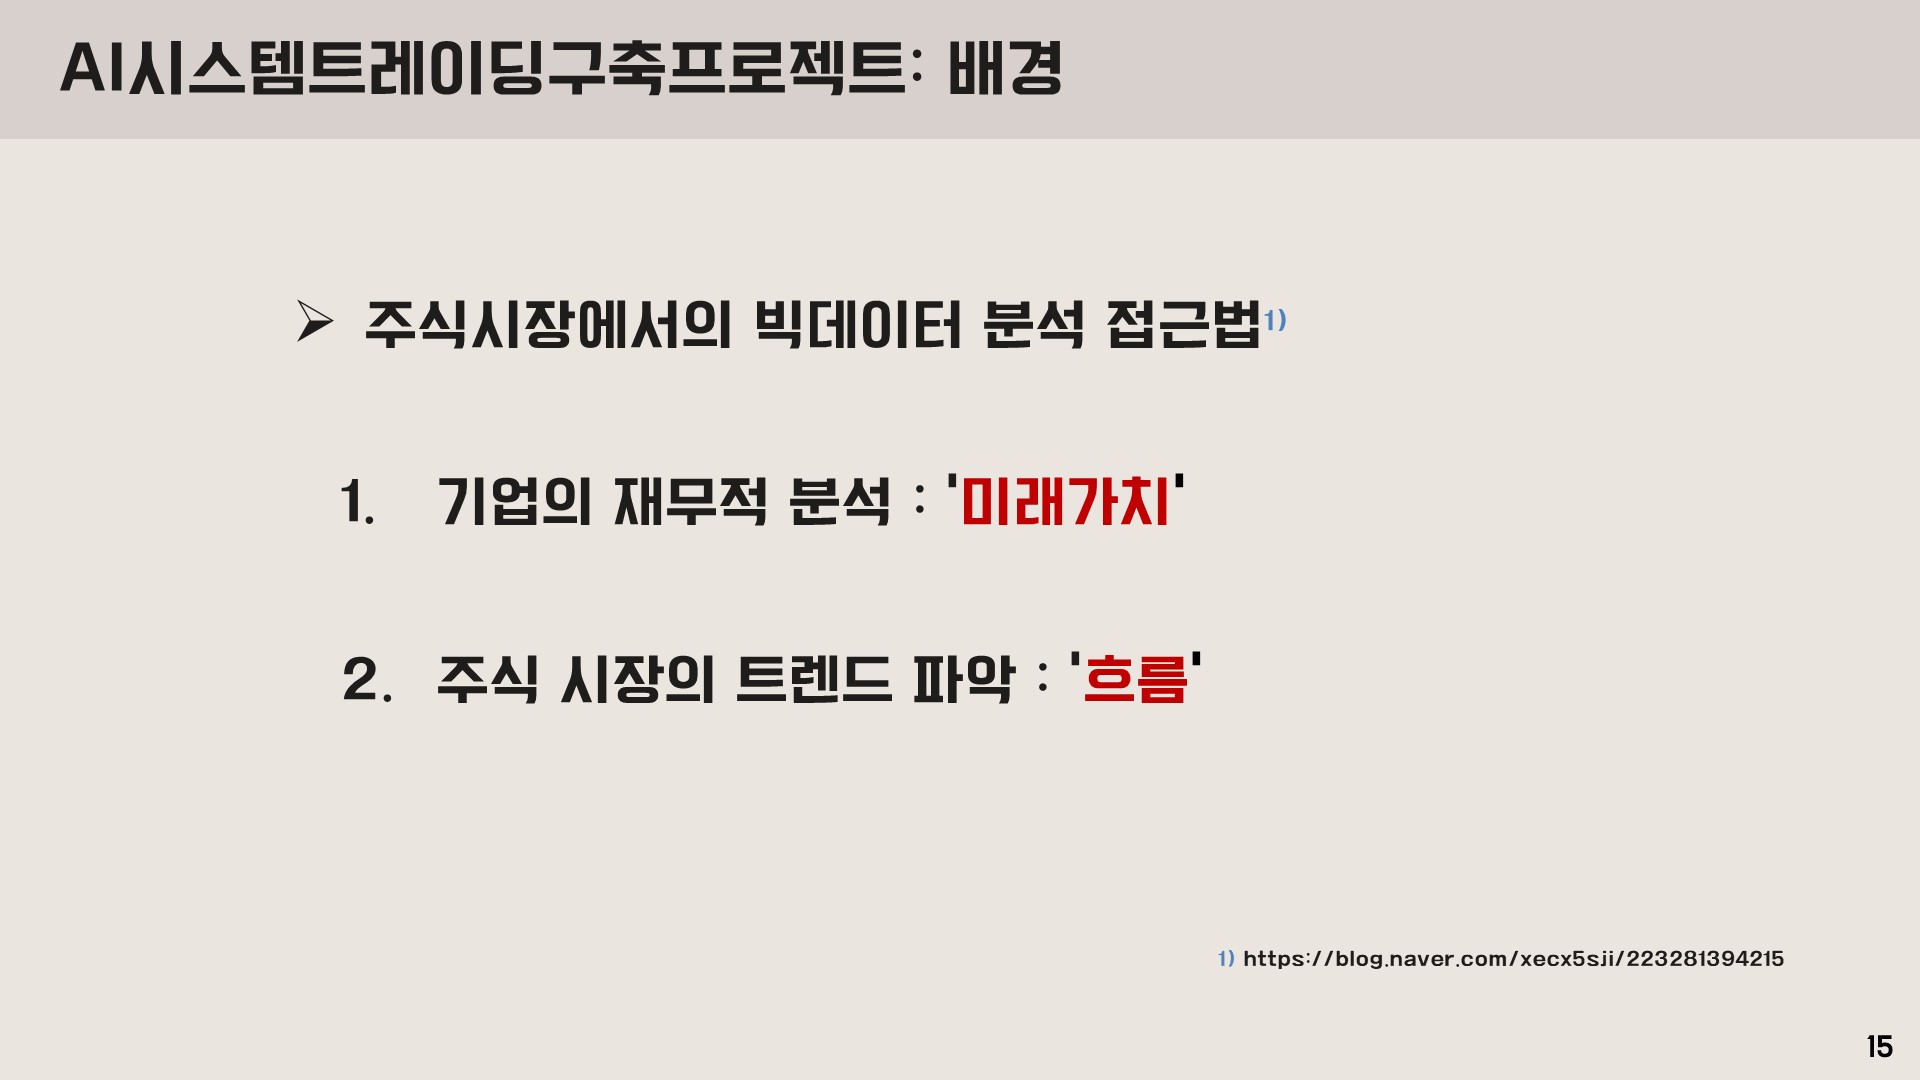 AI시스템트레이딩구축프로젝트: 배경
➢ 주식시장에서의 빅데이터 분석 접근법1)
1. 기업의 재무적 분석 : '미래가치'
2. 주식 시장의 트렌드 파악 : '흐름'
1) https://blog.naver.com/xecx5sji/223281394215
15